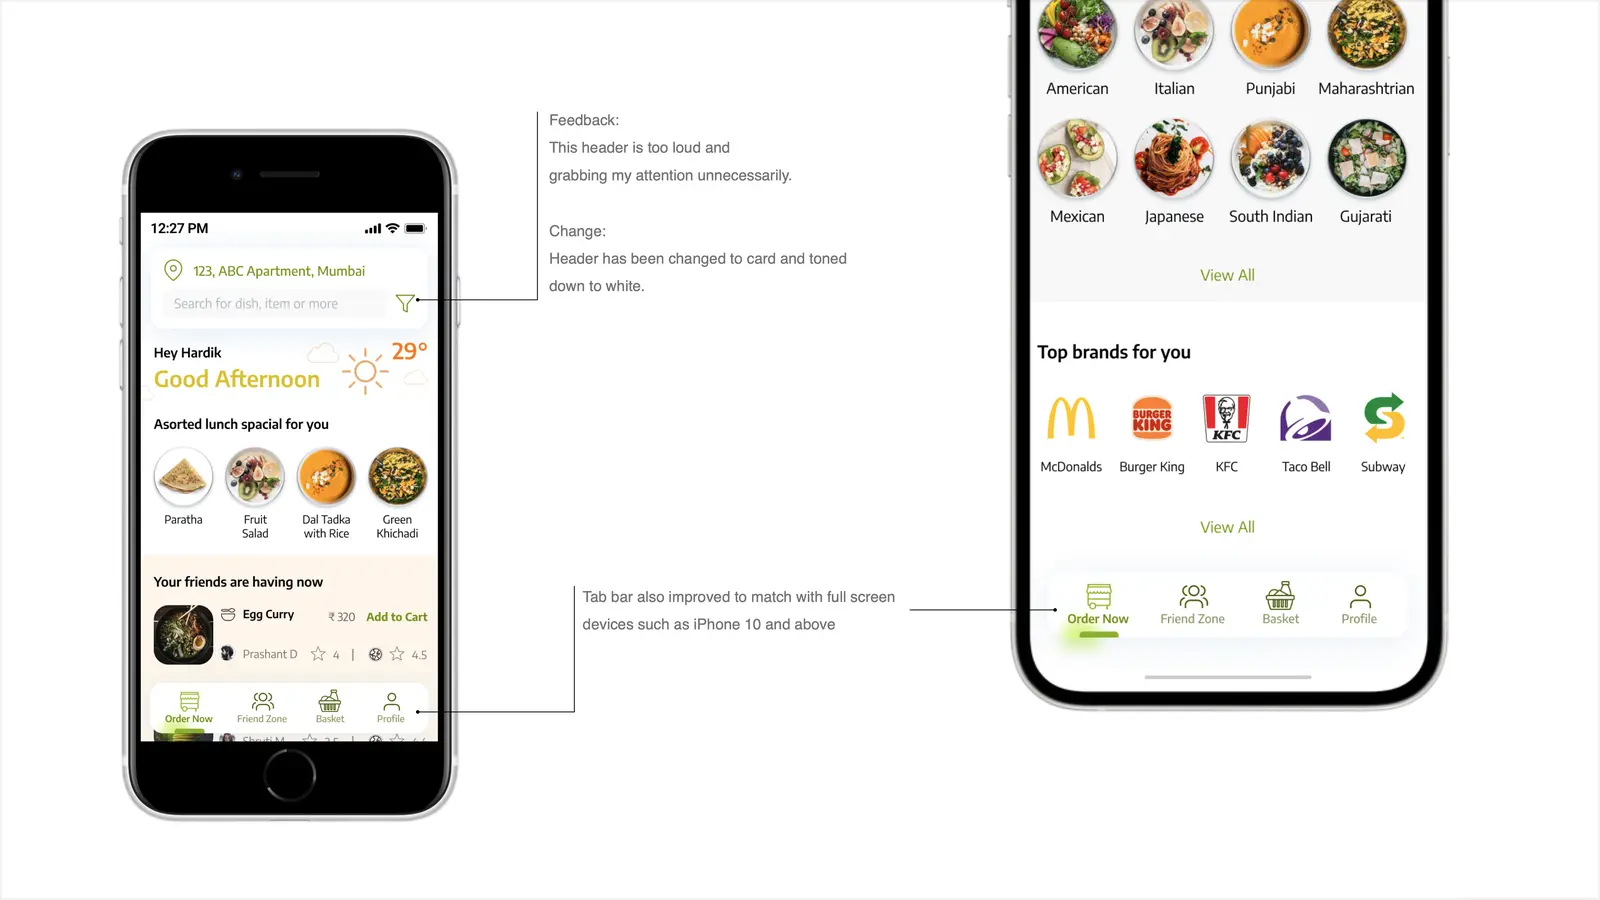 12:27 PM
123, ABC Apartment, Mumbai
Search for dish, item or more
Hey Hardik
29°
Good Afternoon
Asorted lunch spacial for you
Paratha
Fruit
Salad
Dal Tadka
with Rice
Green
Khichadi
Your friends are having now
Egg Curry
₹ 320
Add to Cart
Prashant D
4
|
4.5
Order Now
Friend Zone
Basket
Profile
Feedback:
This header is too loud and
grabbing my attention unnecessarily.
Change:
Header has been changed to card and toned
down to white.
Tab bar also improved to match with full screen
devices such as iPhone 10 and above
American
Italian
Punjabi
Maharashtrian
Mexican
Japanese
South Indian
Gujarati
View All
Top brands for you
BURGER
KING
KFC
McDonalds
Burger King
KFC
Taco Bell
Subway
View All
Order Now
Friend Zone
Basket
Profile